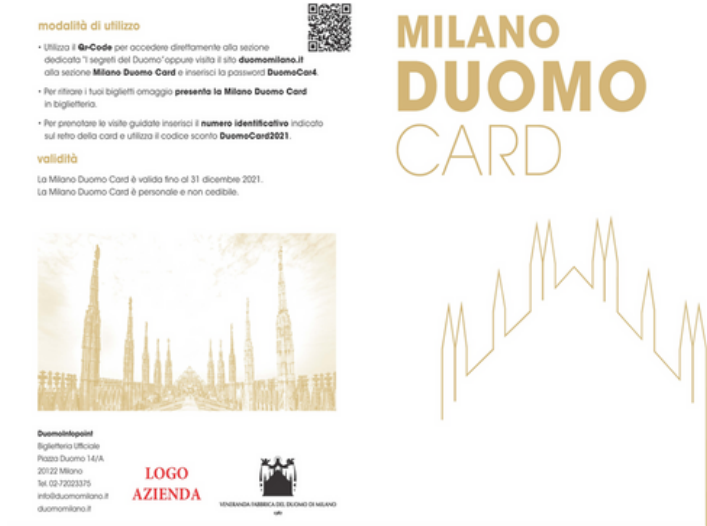 modalità di utilizzo
• Utilizza il Qr-Code per accedere direttamente alla sezione
dedicata "I segreti del Duomo" oppure visita il sito duomomilano.it
alla sezione Milano Duomo Card e inserisci la password DuomoCar4.
• Per ritirare i tuoi biglietti omaggio presenta la Milano Duomo Card
in biglietteria.
• Per prenotare le visite guidate inserisci il numero identificativo indicato
sul retro della card e utilizza il codice sconto DuomoCard2021.
validità
La Milano Duomo Card è valida fino al 31 dicembre 2021.
La Milano Duomo Card è personale e non cedibile.
DuomoInfopoint
Biglietteria Ufficiale
Piazza Duomo 14/A
20122 Milano
Tel. 02-72023375
info@duomomilano.it
duomomilano.it
LOGO
AZIENDA
VENERANDA FABBRICA DEL DUOMO DI MILANO
MILANO
DUOMO
CARD